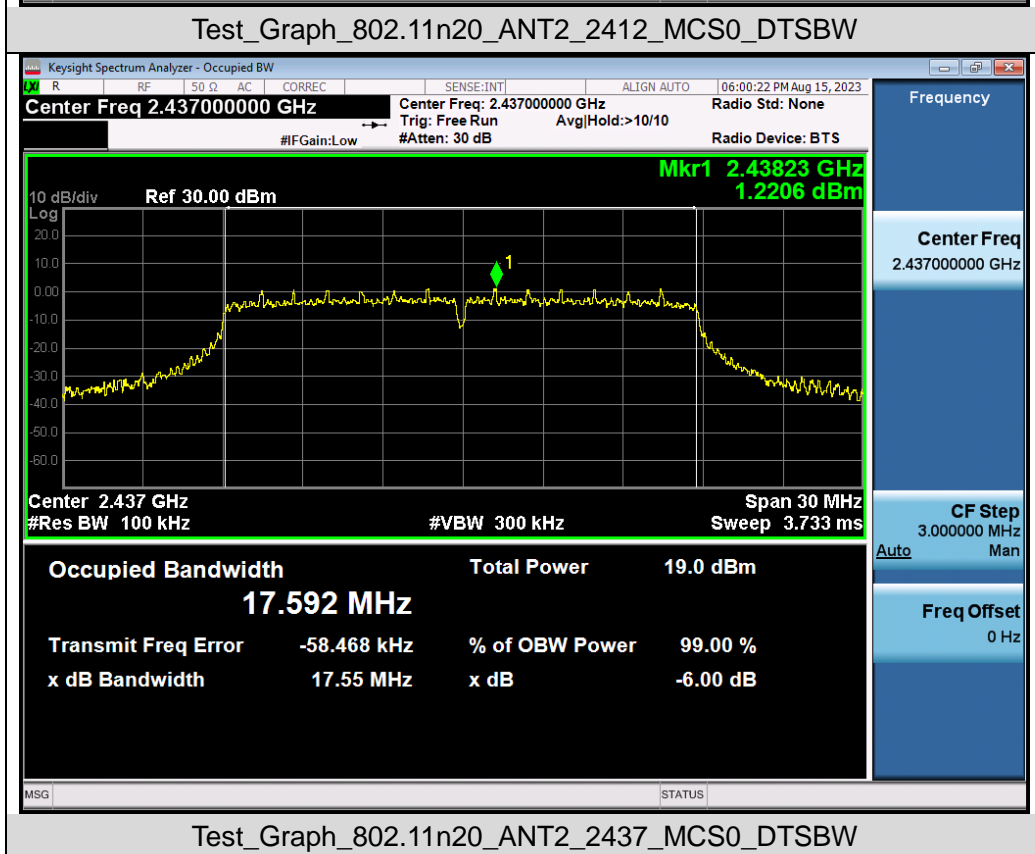 Test_Graph_802.11n20_ANT2_2412_MCS0_DTSBW
Keysight Spectrum Analyzer - Occupied BW
LXI R RF 50 Ω AC CORREC SENSE:INT ALIGN AUTO 06:00:22 PM Aug 15, 2023
Center Freq 2.437000000 GHz
Center Freq: 2.437000000 GHz Radio Std: None
Trig: Free Run Avg|Hold:>10/10
#IFGain:Low #Atten: 30 dB Radio Device: BTS
Frequency
Mkr1 2.43823 GHz
1.2206 dBm
10 dB/div Ref 30.00 dBm
Log
20.0
10.0
0.00
-10.0
-20.0
-30.0
-40.0
-50.0
-60.0
1
Center 2.437 GHz Span 30 MHz
#Res BW 100 kHz #VBW 300 kHz Sweep 3.733 ms
Center Freq
2.437000000 GHz
CF Step
3.000000 MHz
Auto Man
Freq Offset
0 Hz
Occupied Bandwidth Total Power 19.0 dBm
17.592 MHz
Transmit Freq Error -58.468 kHz % of OBW Power 99.00 %
x dB Bandwidth 17.55 MHz x dB -6.00 dB
MSG STATUS
Test_Graph_802.11n20_ANT2_2437_MCS0_DTSBW